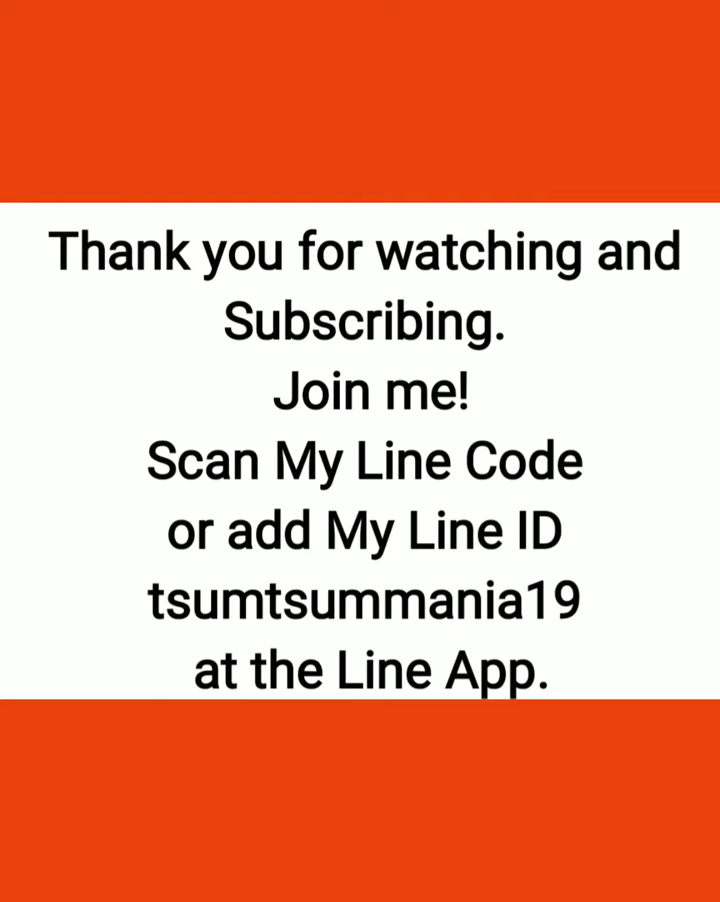 Thank you for watching and
Subscribing.
Join me!
Scan My Line Code
or add My Line ID
tsumtsummania19
at the Line App.